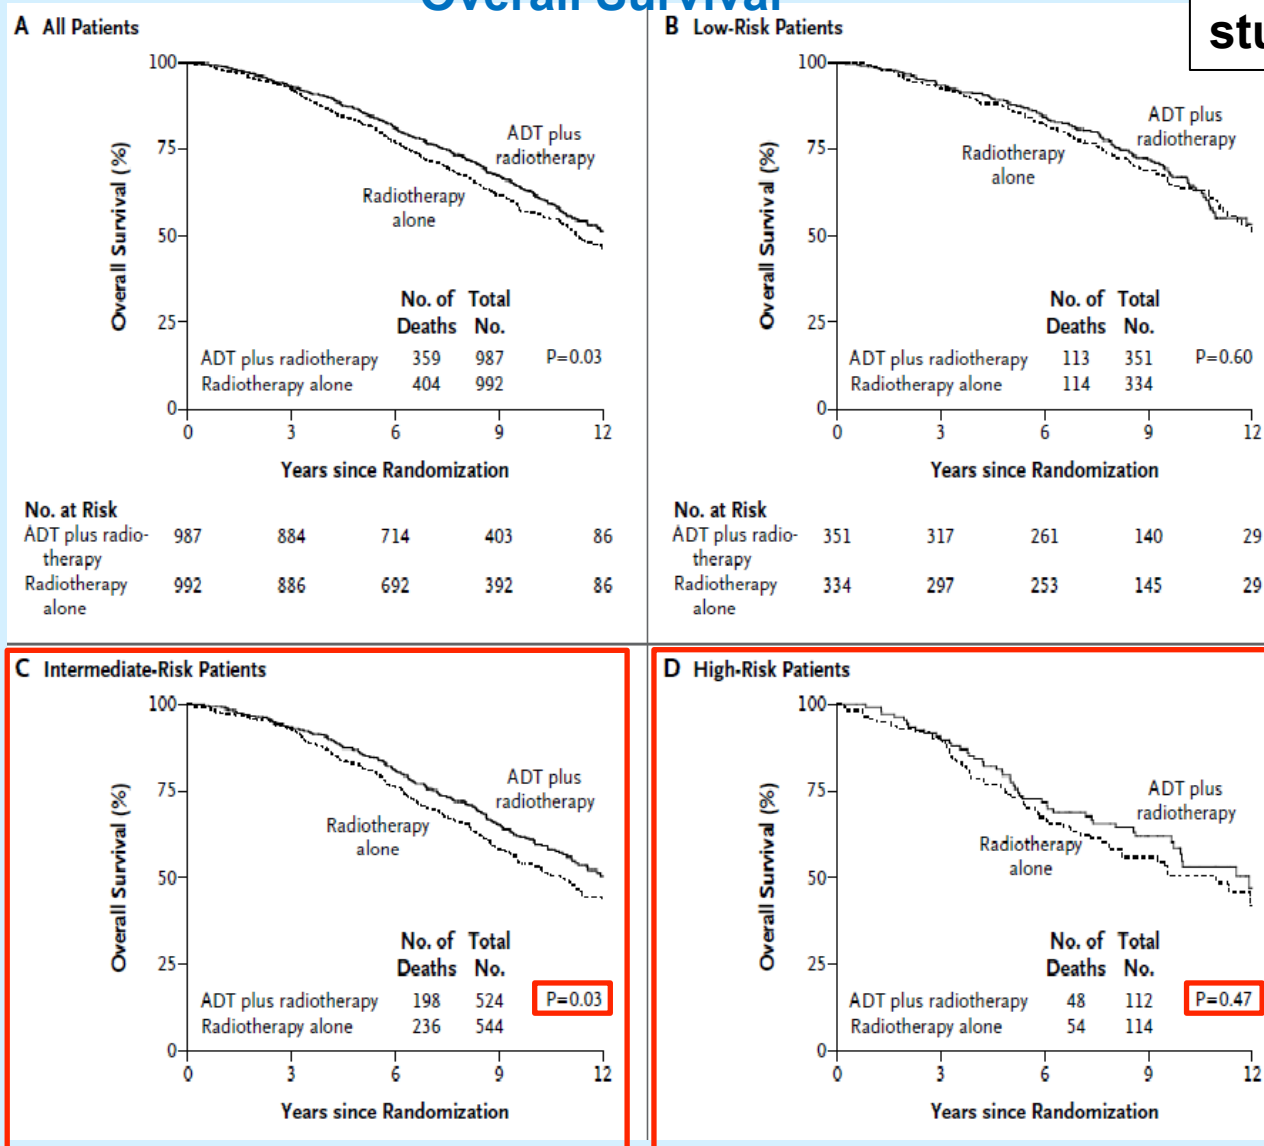 Overall Survival
stu
A All Patients
100
75
50
25
0
Overall Survival (%)
ADT plus
radiotherapy
Radiotherapy
alone
No. of Total
Deaths No.
ADT plus radiotherapy 359 987 P=0.03
Radiotherapy alone 404 992
0 3 6 9 12
Years since Randomization
No. at Risk
ADT plus radio- 987 884 714 403 86
therapy
Radiotherapy 992 886 692 392 86
alone
B Low-Risk Patients
100
75
50
25
0
Overall Survival (%)
ADT plus
radiotherapy
Radiotherapy
alone
No. of Total
Deaths No.
ADT plus radiotherapy 113 351 P=0.60
Radiotherapy alone 114 334
0 3 6 9 12
Years since Randomization
No. at Risk
ADT plus radio- 351 317 261 140 29
therapy
Radiotherapy 334 297 253 145 29
alone
C Intermediate-Risk Patients
100
75
50
25
0
Overall Survival (%)
ADT plus
radiotherapy
Radiotherapy
alone
No. of Total
Deaths No.
ADT plus radiotherapy 198 524 P=0.03
Radiotherapy alone 236 544
0 3 6 9 12
Years since Randomization
D High-Risk Patients
100
75
50
25
0
Overall Survival (%)
ADT plus
radiotherapy
Radiotherapy
alone
No. of Total
Deaths No.
ADT plus radiotherapy 48 112 P=0.47
Radiotherapy alone 54 114
0 3 6 9 12
Years since Randomization